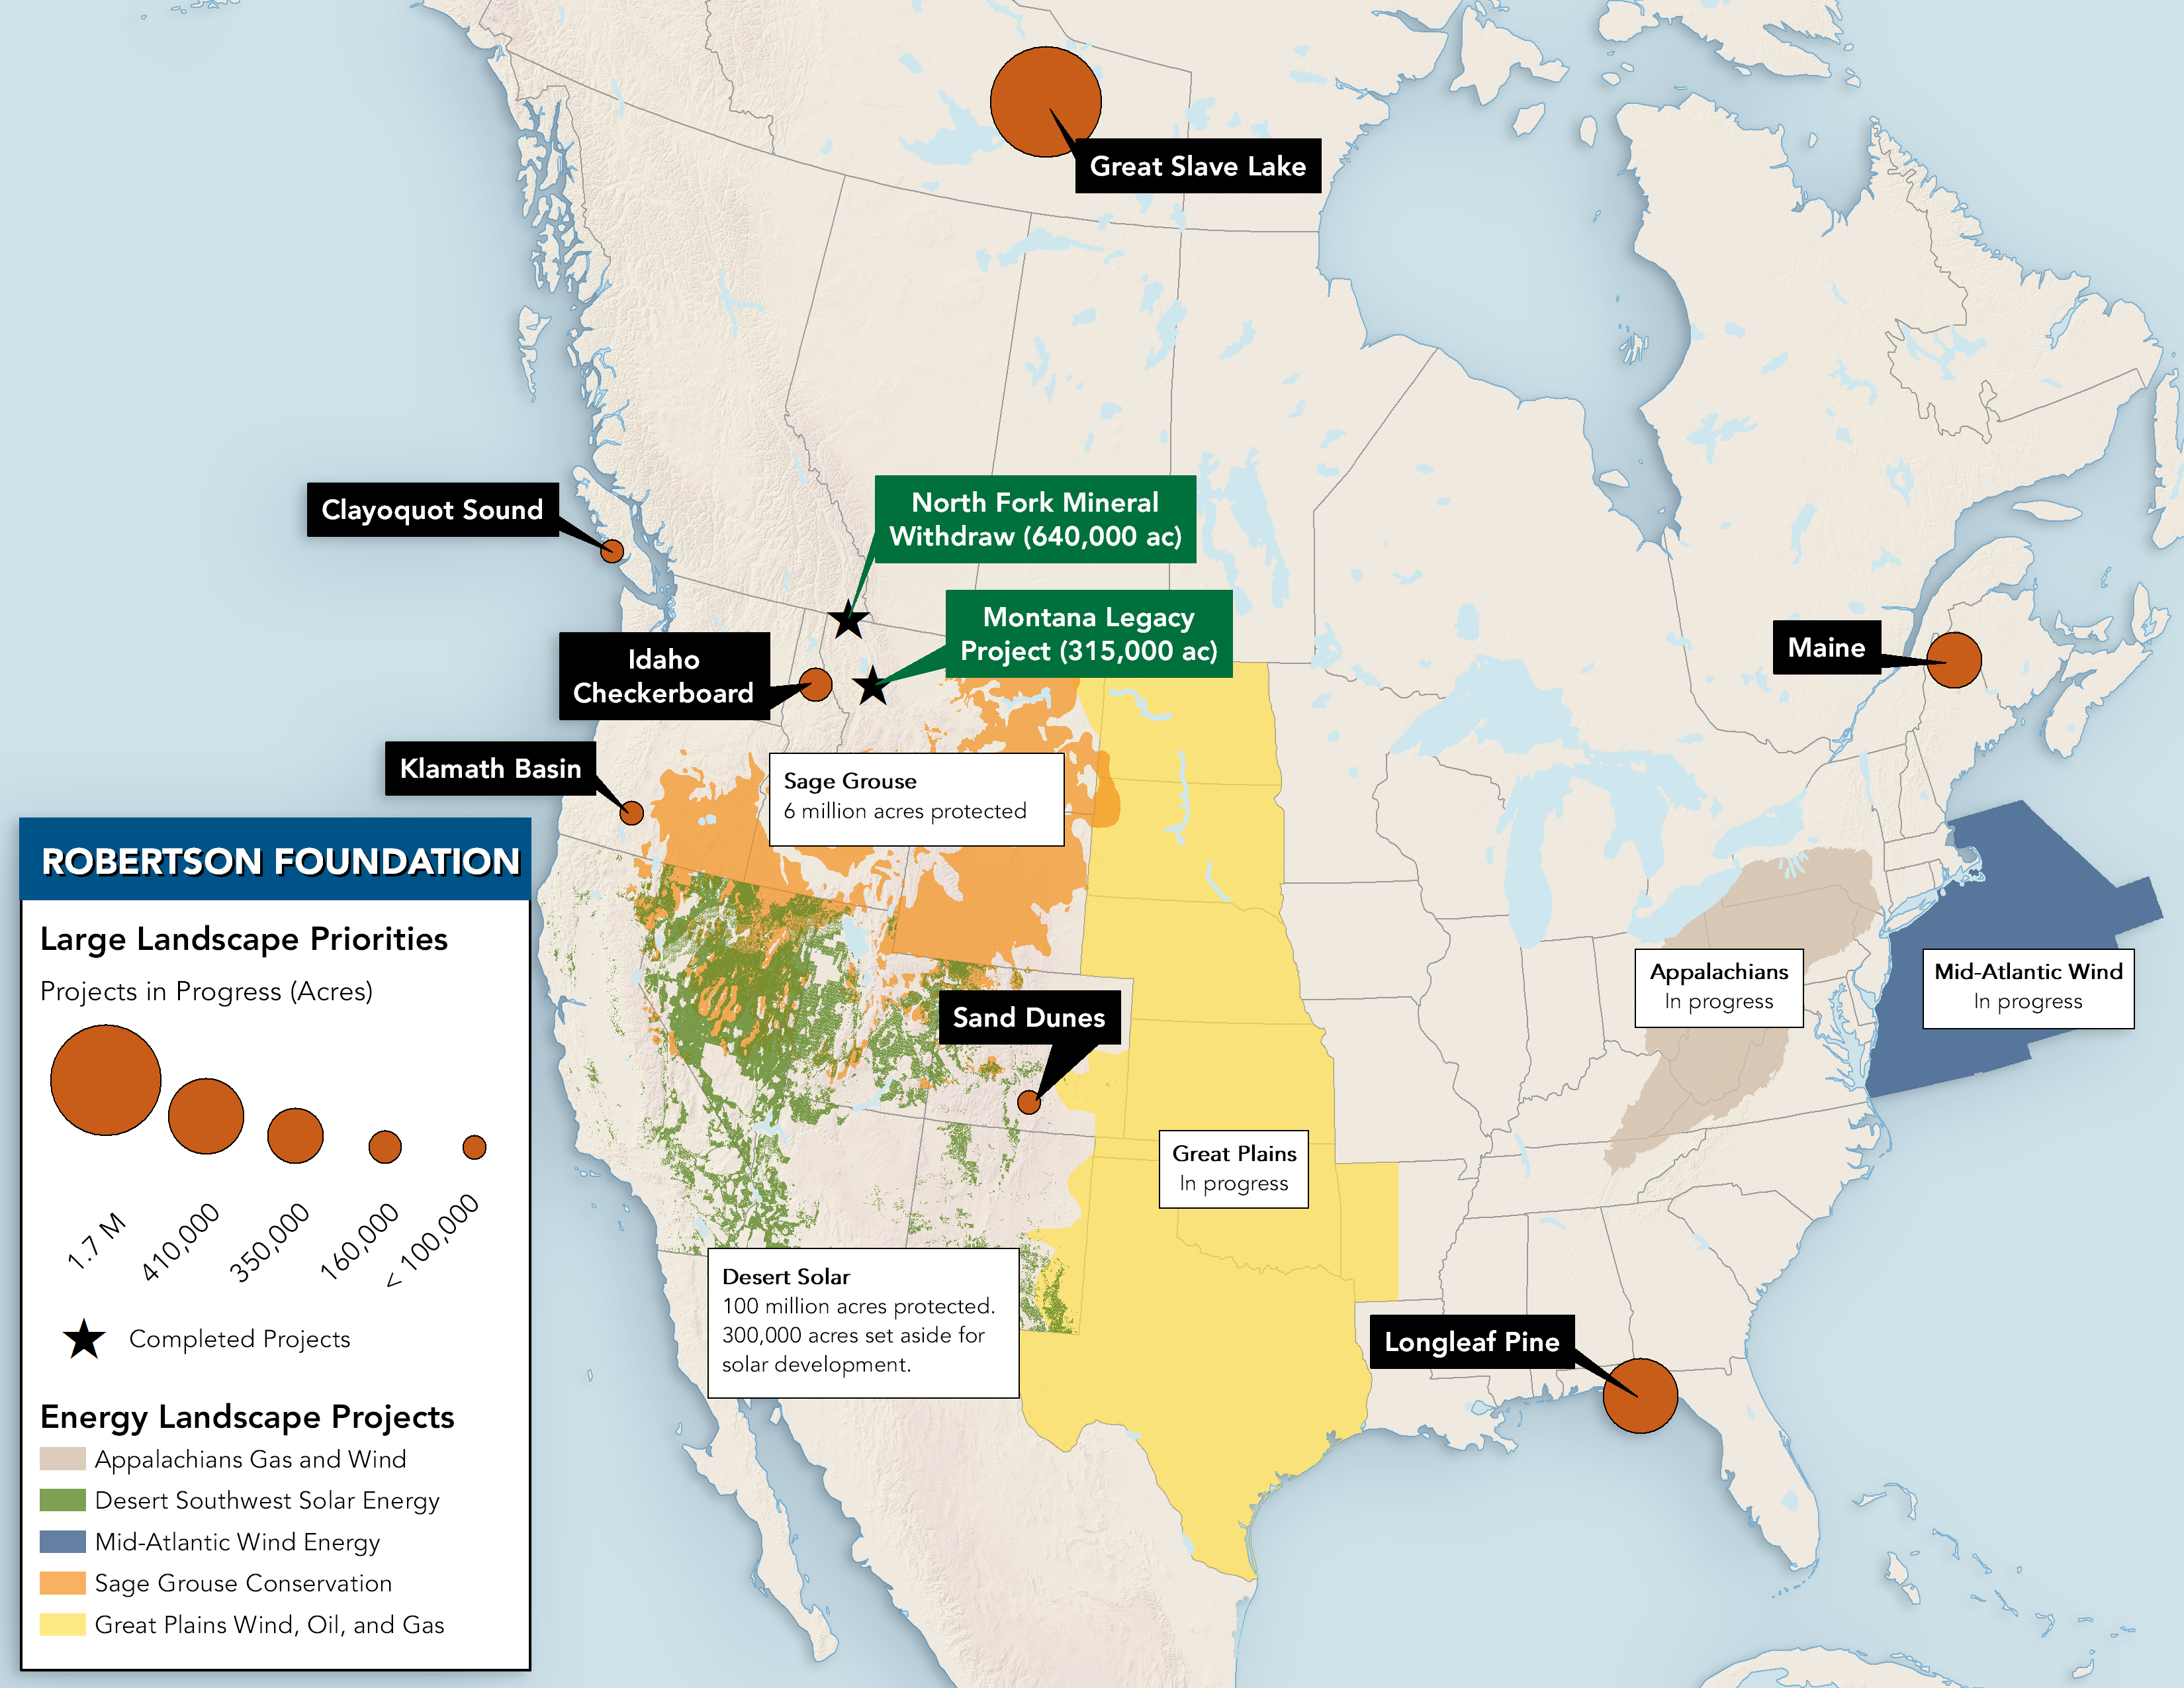 Great Slave Lake
Clayoquot Sound
North Fork Mineral
Withdraw (640,000 ac)
Montana Legacy
Project (315,000 ac)
Idaho
Checkerboard
Maine
Klamath Basin
Sage Grouse
6 million acres protected
Appalachians
In progress
Mid-Atlantic Wind
In progress
Sand Dunes
Great Plains
In progress
Desert Solar
100 million acres protected.
300,000 acres set aside for
solar development.
Longleaf Pine
ROBERTSON FOUNDATION
Large Landscape Priorities
Projects in Progress (Acres)
1.7 M
410,000
350,000
160,000
< 100,000
Completed Projects
Energy Landscape Projects
Appalachians Gas and Wind
Desert Southwest Solar Energy
Mid-Atlantic Wind Energy
Sage Grouse Conservation
Great Plains Wind, Oil, and Gas